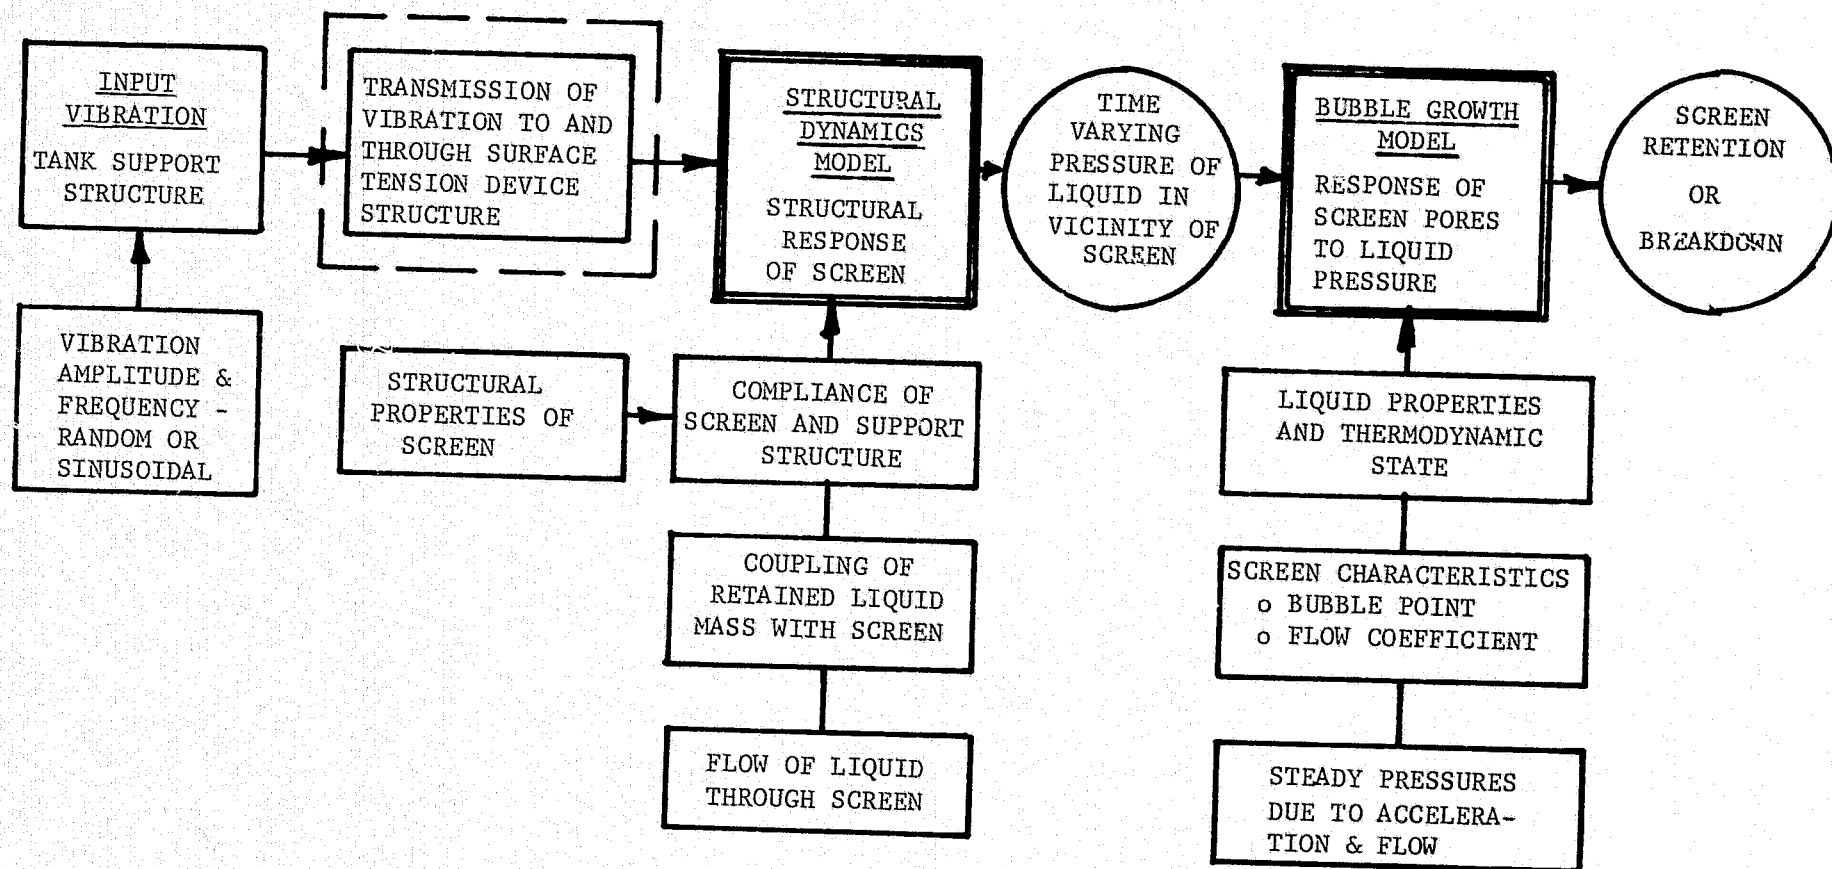 INPUT
VIBRATION
TANK SUPPORT
STRUCTURE
TRANSMISSION OF
VIBRATION TO AND
THROUGH SURFACE
TENSION DEVICE
STRUCTURE
STRUCTURAL
DYNAMICS
MODEL
STRUCTURAL
RESPONSE
OF SCREEN
TIME
VARYING
PRESSURE OF
LIQUID IN
VICINITY OF
SCREEN
BUBBLE GROWTH
MODEL
RESPONSE OF
SCREEN PORES
TO LIQUID
PRESSURE
SCREEN
RETENTION
OR
BREAKDOWN
VIBRATION
AMPLITUDE &
FREQUENCY -
RANDOM OR
SINUSOIDAL
STRUCTURAL
PROPERTIES OF
SCREEN
COMPLIANCE OF
SCREEN AND SUPPORT
STRUCTURE
LIQUID PROPERTIES
AND THERMODYNAMIC
STATE
COUPLING OF
RETAINED LIQUID
MASS WITH SCREEN
SCREEN CHARACTERISTICS
o BUBBLE POINT
o FLOW COEFFICIENT
FLOW OF LIQUID
THROUGH SCREEN
STEADY PRESSURES
DUE TO ACCELERA-
TION & FLOW